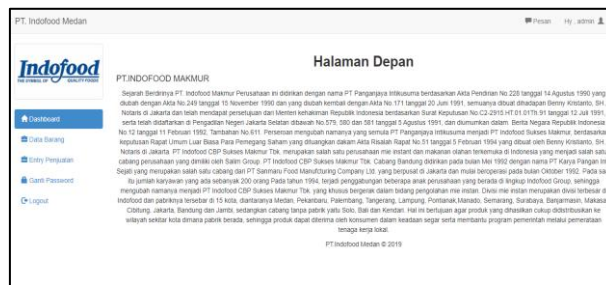 PT. Indofood Medan
Pesan
Hy , admin
Indofood
THE SYMBOL OF QUALITY FOODS
Dashboard
Data Barang
Entry Penjualan
Ganti Password
Logout
Halaman Depan
PT.INDOFOOD MAKMUR
Sejarah Berdirinya PT. Indofood Makmur Perusahaan ini didirikan dengan nama PT Panganjaya Intikusuma berdasarkan Akta Pendirian No.228 tanggal 14 Agustus 1990 yang
diubah dengan Akta No.249 tanggal 15 November 1990 dan yang diubah kembali dengan Akta No.171 tanggal 20 Juni 1991, semuanya dibuat dihadapan Benny Kristanto, SH.
Notaris di Jakarta dan telah mendapat persetujuan dari Menteri kehakiman Republik Indonesia berdasarkan Surat Keputusan No.C2-2915.HT.01.01Th.91 tanggal 12 Juli 1991,
serta telah didaftarkan di Pengadilan Negeri Jakarta Selatan dibawah No.579, 580 dan 581 tanggal 5 Agustus 1991, dan diumumkan dalam. Berita Negara Republik Indonesia
No 12 tanggal 11 Februari 1992, Tambahan No.611. Perseroan mengubah namanya yang semula PT Panganjaya Intikusuma menjadi PT Indofood Sukses Makmur, berdasarkan
keputusan Rapat Umum Luar Biasa Para Pemegang Saham yang dituangkan dalam Akta Risalah Rapat No.51 tanggal 5 Februari 1994 yang dibuat oleh Benny Kristanto, SH.
Notaris di Jakarta. PT Indofood CBP Sukses Makmur Tbk. merupakan salah satu perusahaan mie instant dan makanan olahan terkemuka di Indonesia yang menjadi salah satu
cabang perusahaan yang dimiliki oleh Salim Group. PT Indofood CBP Sukses Makmur Tbk. Cabang Bandung didirikan pada bulan Mei 1992 dengan nama PT Karya Pangan Inti
Sejati yang merupakan salah satu cabang dari PT Sanmaru Food Manufcturing Company Ltd. yang berpusat di Jakarta dan mulai beroperasi pada bulan Oktober 1992. Pada saat
itu jumlah karyawan yang ada sebanyak 200 orang Pada tahun 1994, terjadi penggabungan beberapa anak perusahaan yang berada di lingkup Indofood Group, sehingga
mengubah namanya menjadi PT Indofood CBP Sukses Makmur Tbk. yang khusus bergerak dalam bidang pengolahan mie instan. Divisi mie instan merupakan divisi terbesar di
Indofood dan pabriknya tersebar di 15 kota, diantaranya Medan, Pekanbaru, Palembang, Tangerang, Lampung, Pontianak,Manado, Semarang, Surabaya, Banjarmasin, Makasar,
Cibitung, Jakarta, Bandung dan Jambi, sedangkan cabang tanpa pabrik yaitu Solo, Bali dan Kendari. Hal ini bertujuan agar produk yang dihasilkan cukup didistribusikan ke
wilayah sekitar kota dimana pabrik berada, sehingga produk dapat diterima oleh konsumen dalam keadaan segar serta membantu program pemerintah melalui pemerataan
tenaga kerja lokal
PT.Indofood Medan © 2019